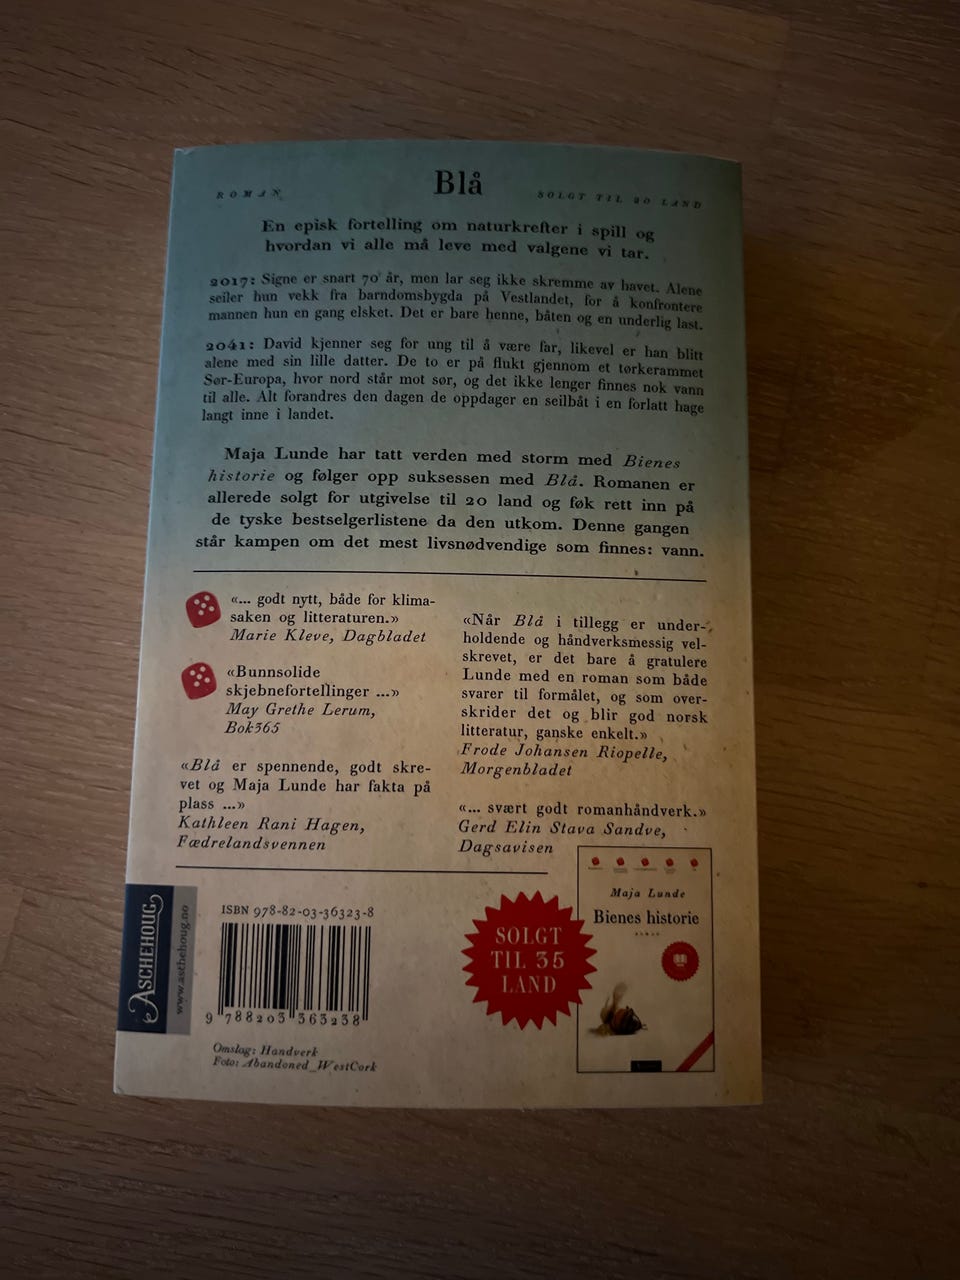 ROMAN
Blå
SOLGT TIL 20 LAND
En episk fortelling om naturkrefter i spill og
hvordan vi alle må leve med valgene vi tar.
2017: Signe er snart 70 år, men lar seg ikke skremme av havet. Alene
seiler hun vekk fra barndomsbygda på Vestlandet, for å konfrontere
mannen hun en gang elsket. Det er bare henne, båten og en underlig last.
2041: David kjenner seg for ung til å være far, likevel er han blitt
alene med sin lille datter. De to er på flukt gjennom et tørkerammet
Sør-Europa, hvor nord står mot sør, og det ikke lenger finnes nok vann
til alle. Alt forandres den dagen de oppdager en seilbåt i en forlatt hage
langt inne i landet.
Maja Lunde har tatt verden med storm med Bienes
historie og følger opp suksessen med Blå. Romanen er
allerede solgt for utgivelse til 20 land og føk rett inn på
de tyske bestselgerlistene da den utkom. Denne gangen
står kampen om det mest livsnødvendige som finnes: vann.
«... godt nytt, både for klima-
saken og litteraturen.»
Marie Kleve, Dagbladet
«Bunnsolide
skjebnefortellinger ...»
May Grethe Lerum,
Bok365
«Blå er spennende, godt skre-
vet og Maja Lunde har fakta på
plass ...»
Kathleen Rani Hagen,
Fædrelandsvennen
«Når Blå i tillegg er under-
holdende og håndverksmessig vel-
skrevet, er det bare å gratulere
Lunde med en roman som både
svarer til formålet, og som over-
skrider det og blir god norsk
litteratur, ganske enkelt.»
Frode Johansen Riopelle,
Morgenbladet
«... svært godt romanhåndverk.»
Gerd Elin Stava Sandve,
Dagsavisen
ASCHEHOUG
www.aschehoug.no
ISBN 978-82-03-36323-8
9 788203 363238
Omslag: Handverk
Foto: Abandoned_WestCork
SOLGT
TIL 35
LAND
Maja Lunde
Bienes historie
ROMAN